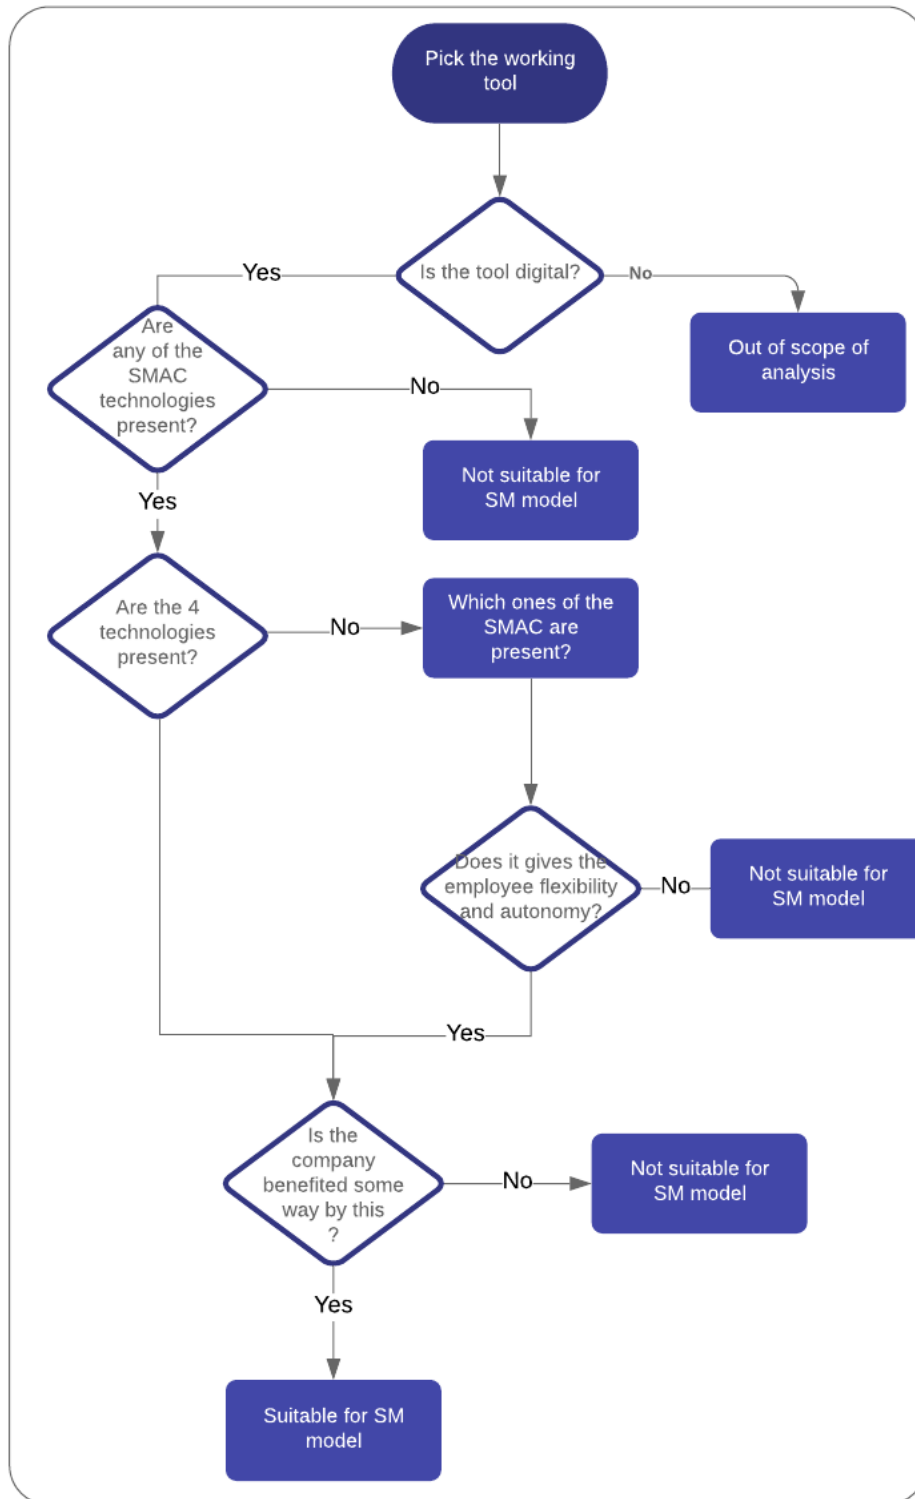 Pick the working
tool
Is the tool digital?
Yes
No
Out of scope of
analysis
Are
any of the
SMAC
technologies
present?
No
Not suitable for
SM model
Yes
Are the 4
technologies
present?
No
Which ones of the
SMAC are
present?
Does it gives the
employee flexibility
and autonomy?
No
Not suitable for
SM model
Yes
Is the
company
benefited some
way by this
?
No
Not suitable for
SM model
Yes
Suitable for SM
model